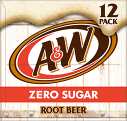 12
PACK
A&W
ZERO SUGAR
ROOT BEER